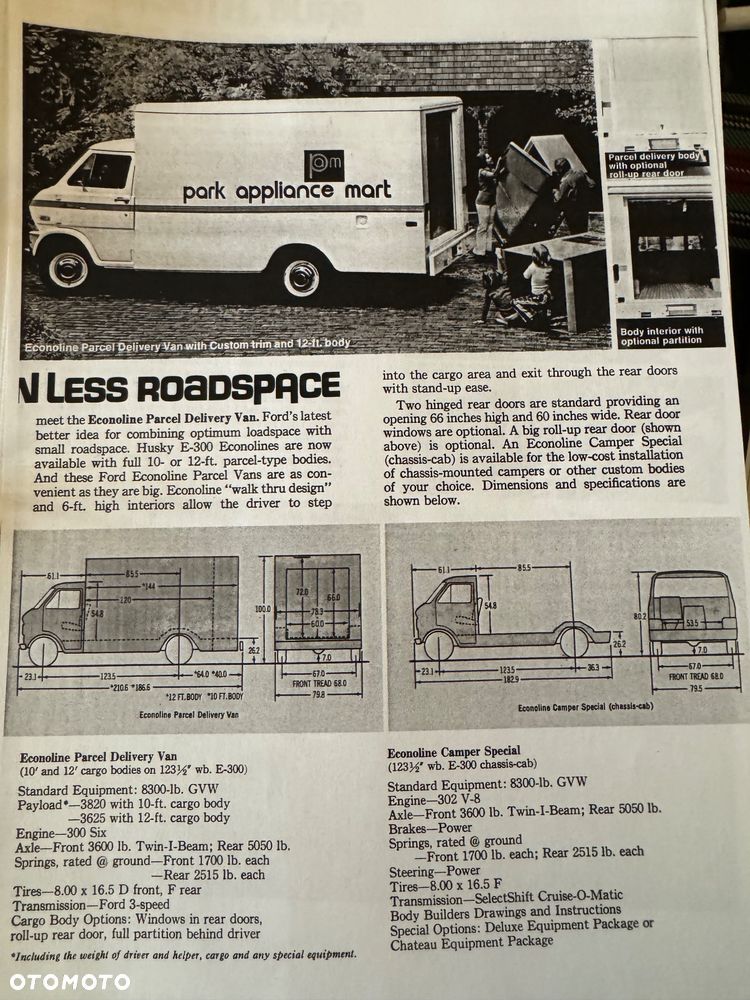 pam
park appliance mart
Parcel delivery body
with optional
roll-up rear door
Body interior with
optional partition
Econoline Parcel Delivery Van with Custom trim and 12-ft. body
N LESS ROADSPACE
meet the Econoline Parcel Delivery Van. Ford's latest
better idea for combining optimum loadspace with
small roadspace. Husky E-300 Econolines are now
available with full 10- or 12-ft. parcel-type bodies.
And these Ford Econoline Parcel Vans are as con-
venient as they are big. Econoline "walk thru design"
and 6-ft. high interiors allow the driver to step
into the cargo area and exit through the rear doors
with stand-up ease.
Two hinged rear doors are standard providing an
opening 66 inches high and 60 inches wide. Rear door
windows are optional. A big roll-up rear door (shown
above) is optional. An Econoline Camper Special
(chassis-cab) is available for the low-cost installation
of chassis-mounted campers or other custom bodies
of your choice. Dimensions and specifications are
shown below.
61.1 85.5
*144
120
54.8
100.0
72.0
66.0
78.3
60.0
26.2
7.0
23.1 123.5 *64.0 *40.0
*210.6 *186.6
*12 FT. BODY *10 FT. BODY
67.0
FRONT TREAD 68.0
79.8
Econoline Parcel Delivery Van
61.1 85.5
54.8
80.2
53.5
26.2
7.0
23.1 123.5 36.3
182.9
67.0
FRONT TREAD 68.0
79.5
Econoline Camper Special (chassis-cab)
Econoline Parcel Delivery Van
(10' and 12' cargo bodies on 123½" wb. E-300)
Standard Equipment: 8300-lb. GVW
Payload*—3820 with 10-ft. cargo body
—3625 with 12-ft. cargo body
Engine—300 Six
Axle—Front 3600 lb. Twin-I-Beam; Rear 5050 lb.
Springs, rated @ ground—Front 1700 lb. each
—Rear 2515 lb. each
Tires—8.00 x 16.5 D front, F rear
Transmission—Ford 3-speed
Cargo Body Options: Windows in rear doors,
roll-up rear door, full partition behind driver
*Including the weight of driver and helper, cargo and any special equipment.
Econoline Camper Special
(123½" wb. E-300 chassis-cab)
Standard Equipment: 8300-lb. GVW
Engine—302 V-8
Axle—Front 3600 lb. Twin-I-Beam; Rear 5050 lb.
Brakes—Power
Springs, rated @ ground
—Front 1700 lb. each; Rear 2515 lb. each
Steering—Power
Tires—8.00 x 16.5 F
Transmission—SelectShift Cruise-O-Matic
Body Builders Drawings and Instructions
Special Options: Deluxe Equipment Package or
Chateau Equipment Package
OTOMOTO